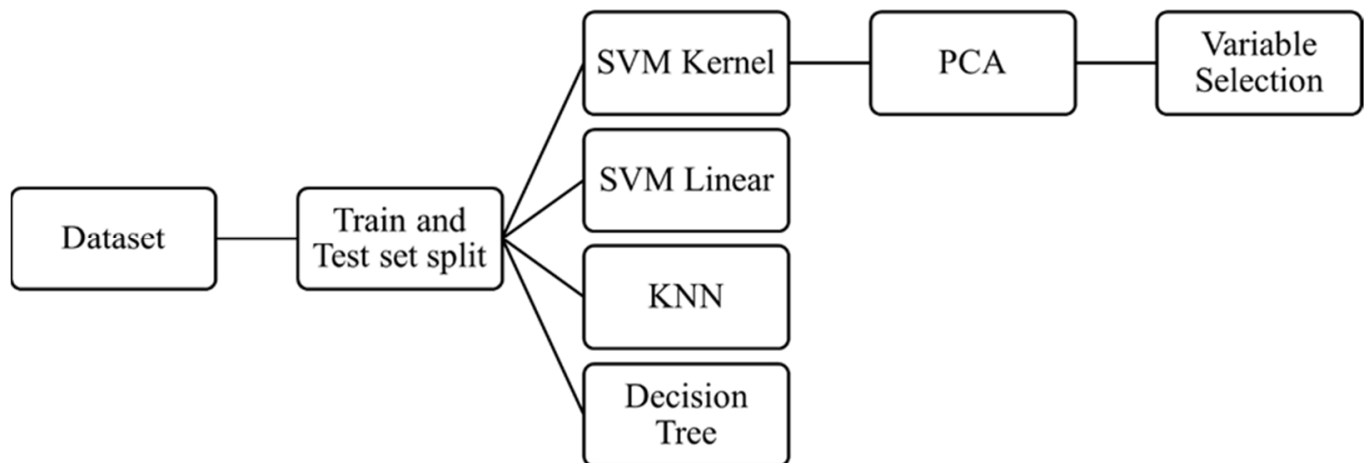 Dataset
Train and
Test set split
SVM Kernel
PCA
Variable
Selection
SVM Linear
KNN
Decision
Tree